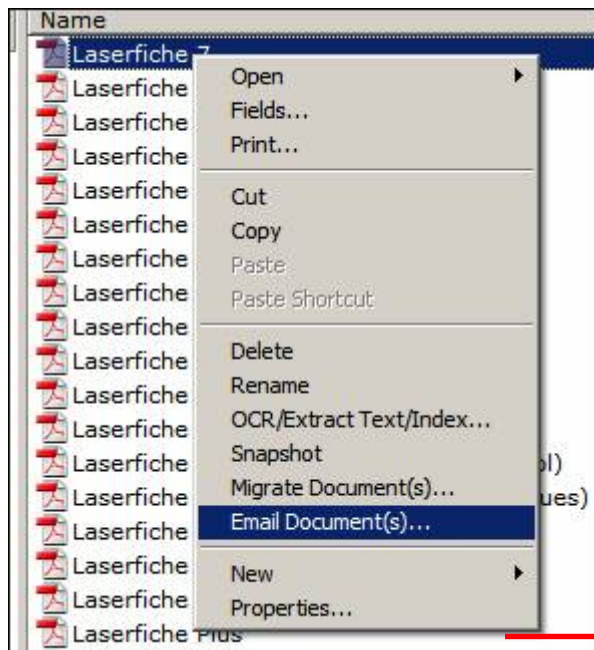 Name
Laserfiche 7
Laserfiche
Laserfiche
Laserfiche
Laserfiche
Laserfiche
Laserfiche
Laserfiche
Laserfiche
Laserfiche
Laserfiche
Laserfiche
Laserfiche ol)
Laserfiche ues)
Laserfiche
Laserfiche
Laserfiche
Laserfiche Plus
Open
Fields...
Print...
Cut
Copy
Paste
Paste Shortcut
Delete
Rename
OCR/Extract Text/Index...
Snapshot
Migrate Document(s)...
Email Document(s)...
New
Properties...